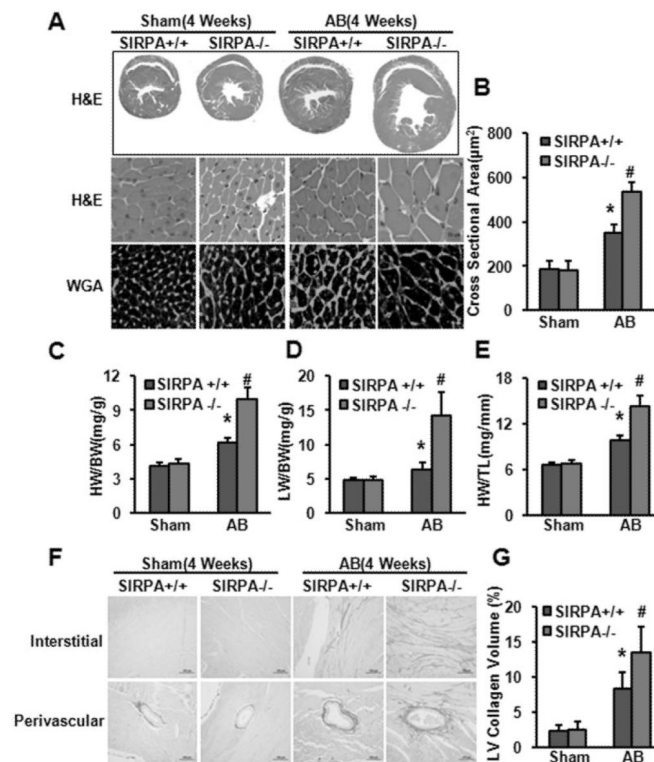 A
Sham(4 Weeks) AB(4 Weeks)
SIRPA+/+ SIRPA-/- SIRPA+/+ SIRPA-/-
H&E
H&E
WGA
B
Cross Sectional Area(µm²)
800
600
400
200
0
SIRPA+/+
SIRPA-/-
* #
Sham AB
C
HW/BW(mg/g)
12
9
6
3
0
SIRPA +/+
SIRPA -/-
* #
Sham AB
D
LW/BW(mg/g)
20
15
10
5
0
SIRPA +/+
SIRPA -/-
* #
Sham AB
E
HW/TL(mg/mm)
18
12
6
0
SIRPA +/+
SIRPA -/-
* #
Sham AB
F
Sham(4 Weeks) AB(4 Weeks)
SIRPA+/+ SIRPA-/- SIRPA+/+ SIRPA-/-
Interstitial
Perivascular
G
LV Collagen Volume (%)
20
15
10
5
0
SIRPA+/+
SIRPA-/-
* #
Sham AB